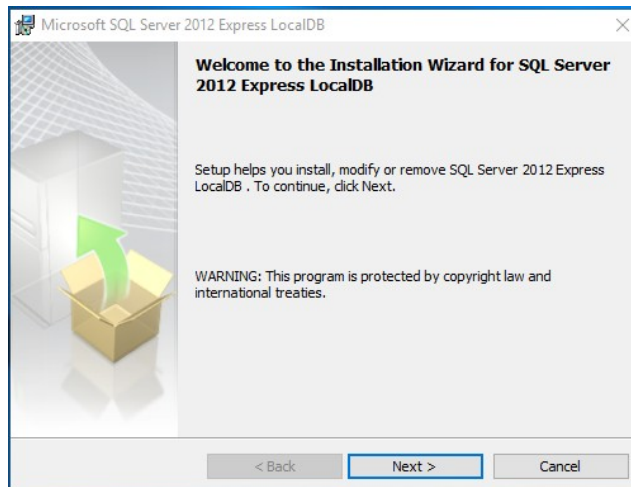 Microsoft SQL Server 2012 Express LocalDB
Welcome to the Installation Wizard for SQL Server
2012 Express LocalDB
Setup helps you install, modify or remove SQL Server 2012 Express
LocalDB . To continue, click Next.
WARNING: This program is protected by copyright law and
international treaties.
< Back
Next >
Cancel